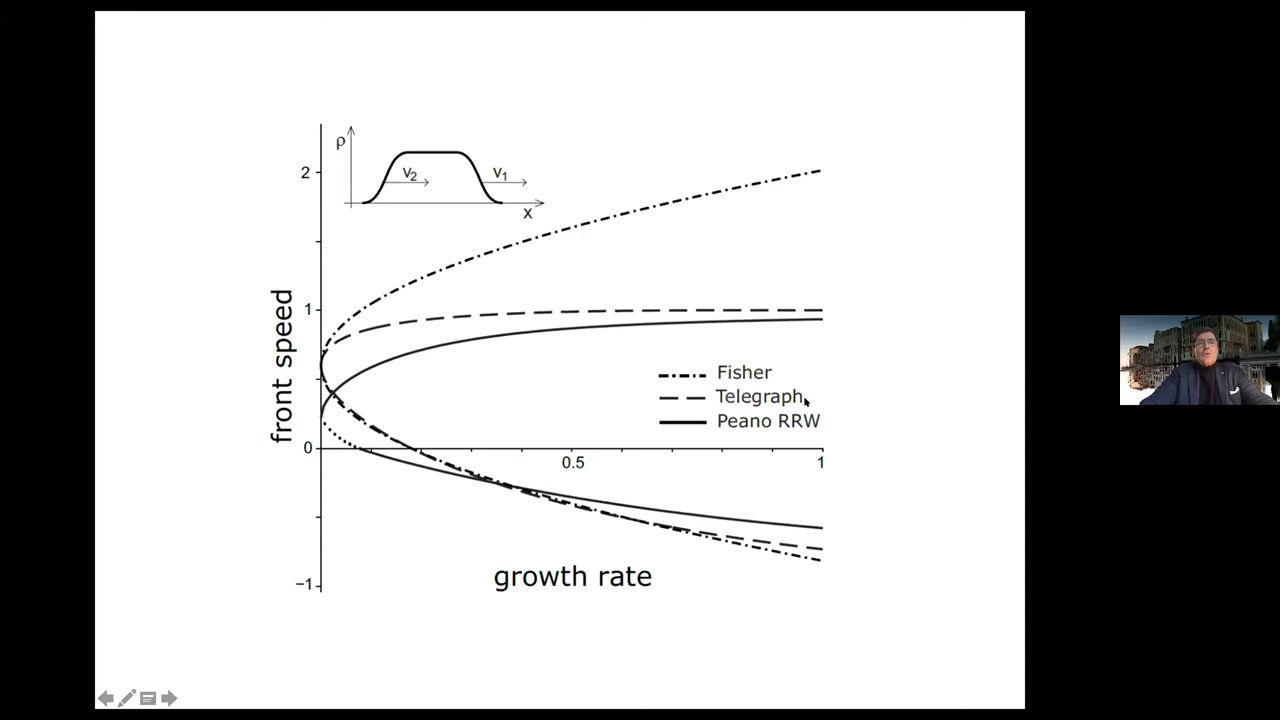 ρ
v2
v1
x
2
1
0
−1
0.5
1
front speed
growth rate
Fisher
Telegraph
Peano RRW